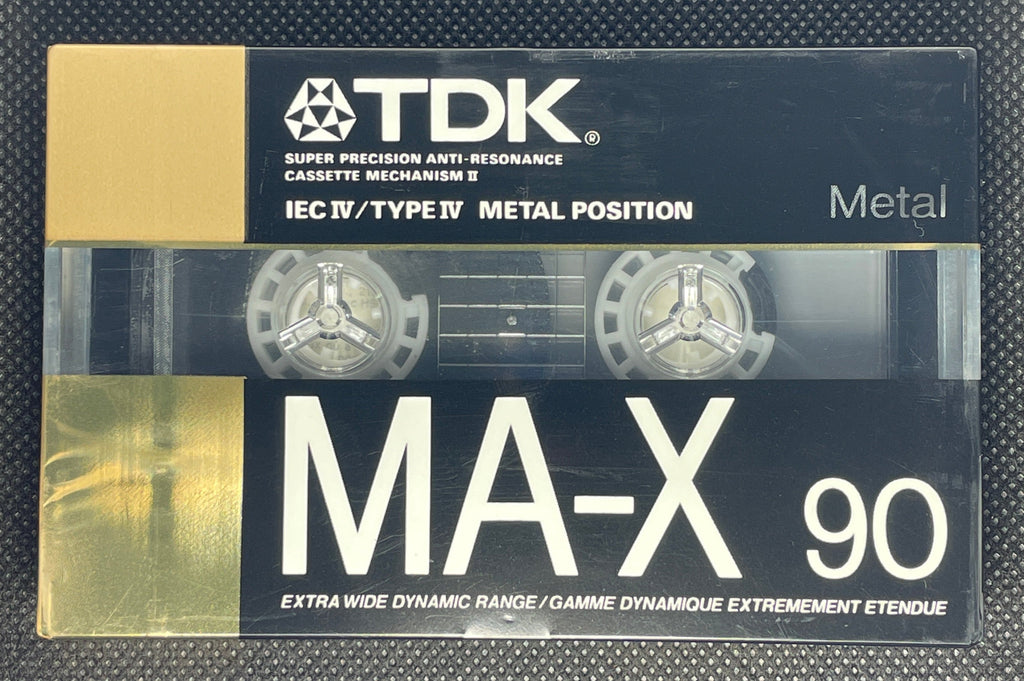 TDK®
SUPER PRECISION ANTI-RESONANCE
CASSETTE MECHANISM II
IEC IV/TYPE IV METAL POSITION
Metal
MA-X 90
EXTRA WIDE DYNAMIC RANGE/GAMME DYNAMIQUE EXTREMEMENT ETENDUE